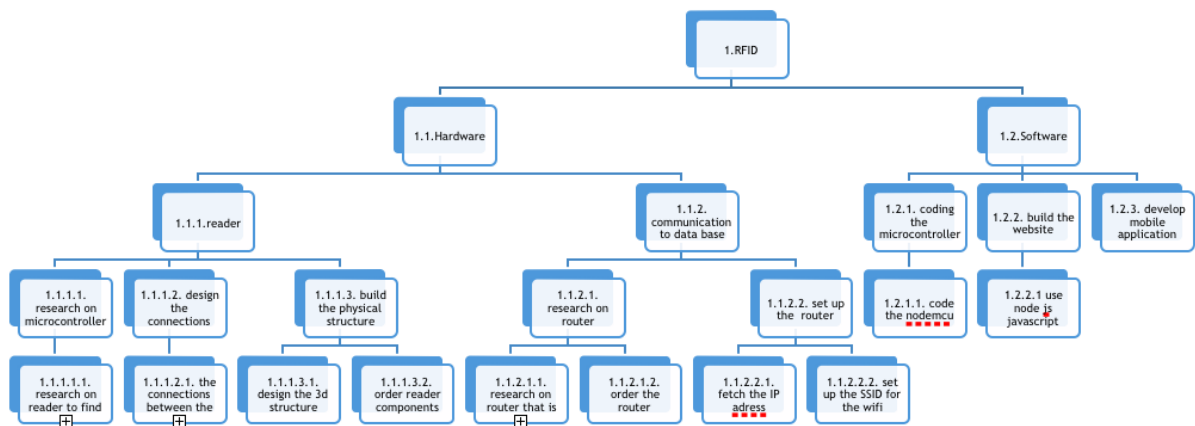 1.RFID
1.1.Hardware
1.2.Software
1.1.1.reader
1.1.2.
communication
to data base
1.2.1. coding
the
microcontroller
1.2.2. build the
website
1.2.3. develop
mobile
application
1.1.1.1.
research on
microcontroller
1.1.1.2. design
the
connections
1.1.1.3. build
the physical
structure
1.1.2.1.
research on
router
1.1.2.2. set up
the router
1.2.1.1. code
the nodemcu
1.2.2.1 use
node js
javascript
1.1.1.1.1.
research on
reader to find
1.1.1.2.1. the
connections
between the
1.1.1.3.1.
design the 3d
structure
1.1.1.3.2.
order reader
components
1.1.2.1.1.
research on
router that is
1.1.2.1.2.
order the
router
1.1.2.2.1.
fetch the IP
adress
1.1.2.2.2. set
up the SSID for
the wifi